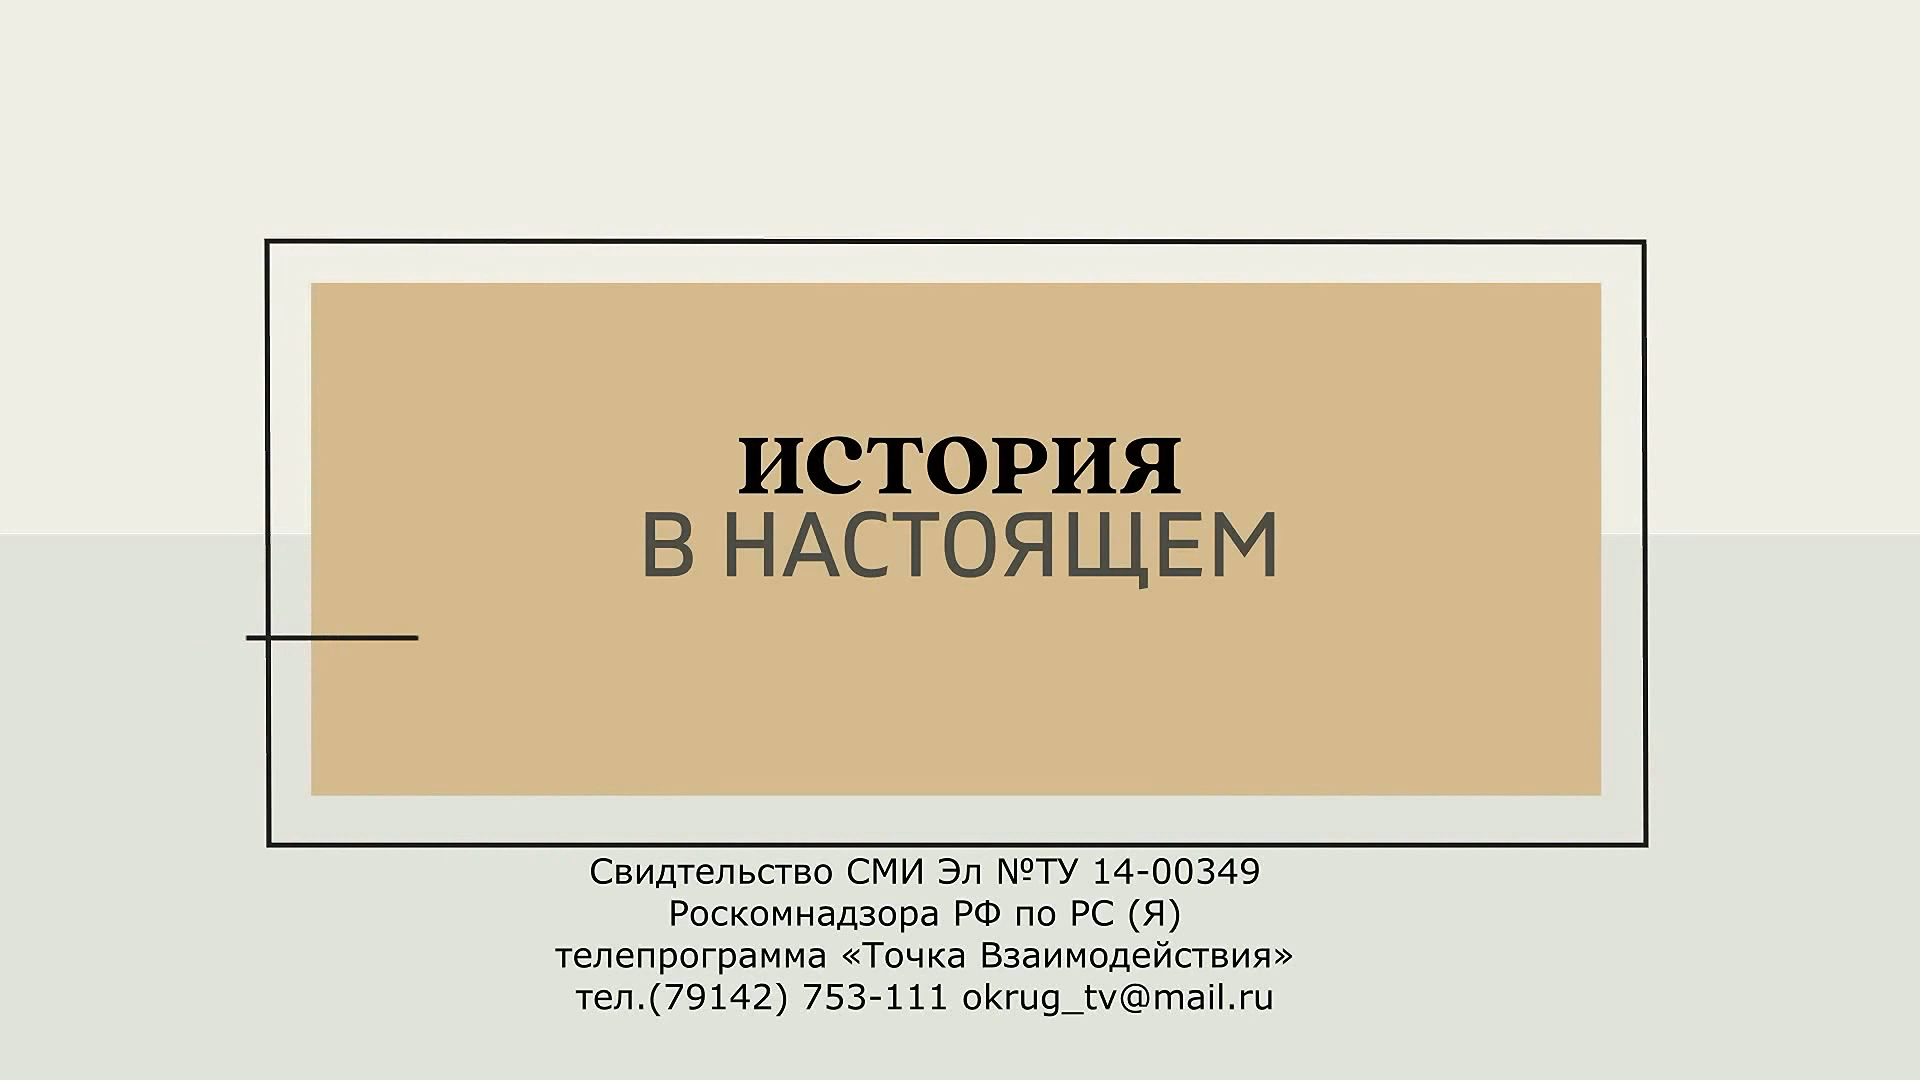 ИСТОРИЯ
В НАСТОЯЩЕМ
Свидтельство СМИ Эл №ТУ 14-00349
Роскомнадзора РФ по РС (Я)
телепрограмма «Точка Взаимодействия»
тел.(79142) 753-111 okrug_tv@mail.ru